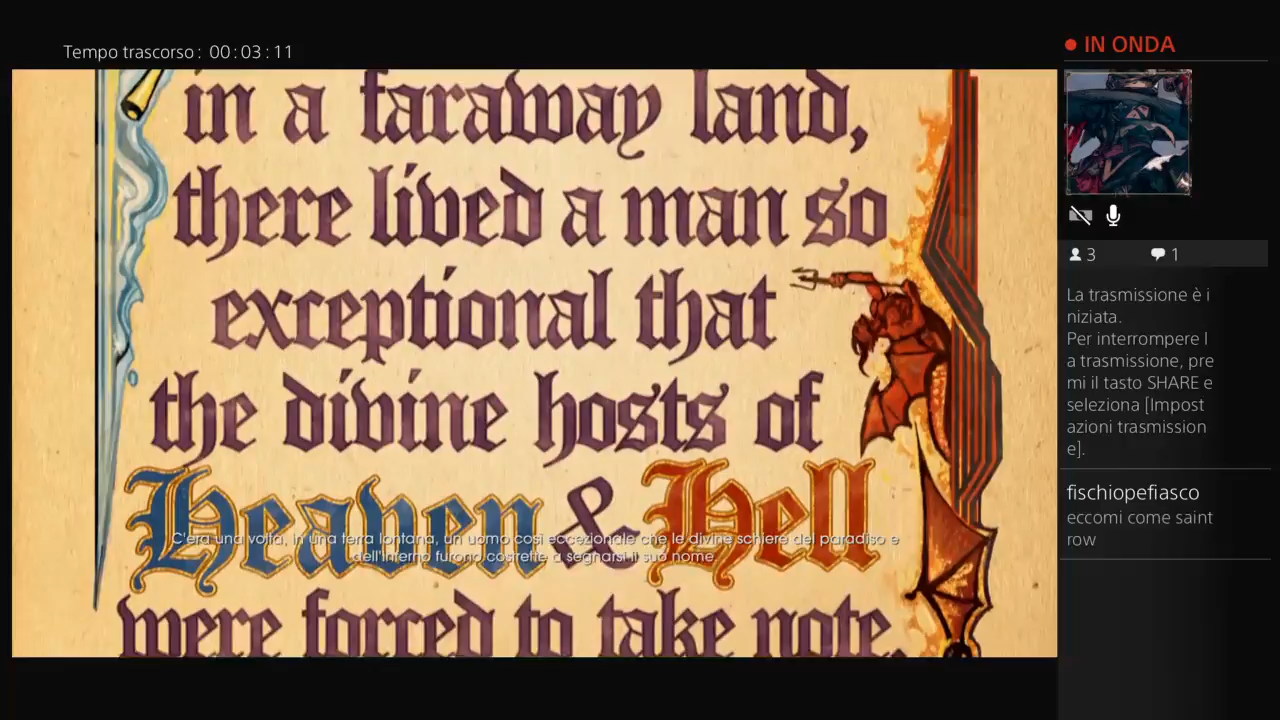 Tempo trascorso: 00:03:11
in a faraway land,
there lived a man so
exceptional that
the divine hosts of
Heaven & Hell
C'era una volta, in una terra lontana, un uomo così eccezionale che le divine schiere del paradiso e
dell'inferno furono costrette a segnarsi il suo nome.
were forced to take note.
IN ONDA
3 1
La trasmissione è i
niziata.
Per interrompere l
a trasmissione, pre
mi il tasto SHARE e
seleziona [Impost
azioni trasmission
e].
fischiopefiasco
eccomi come saint
row